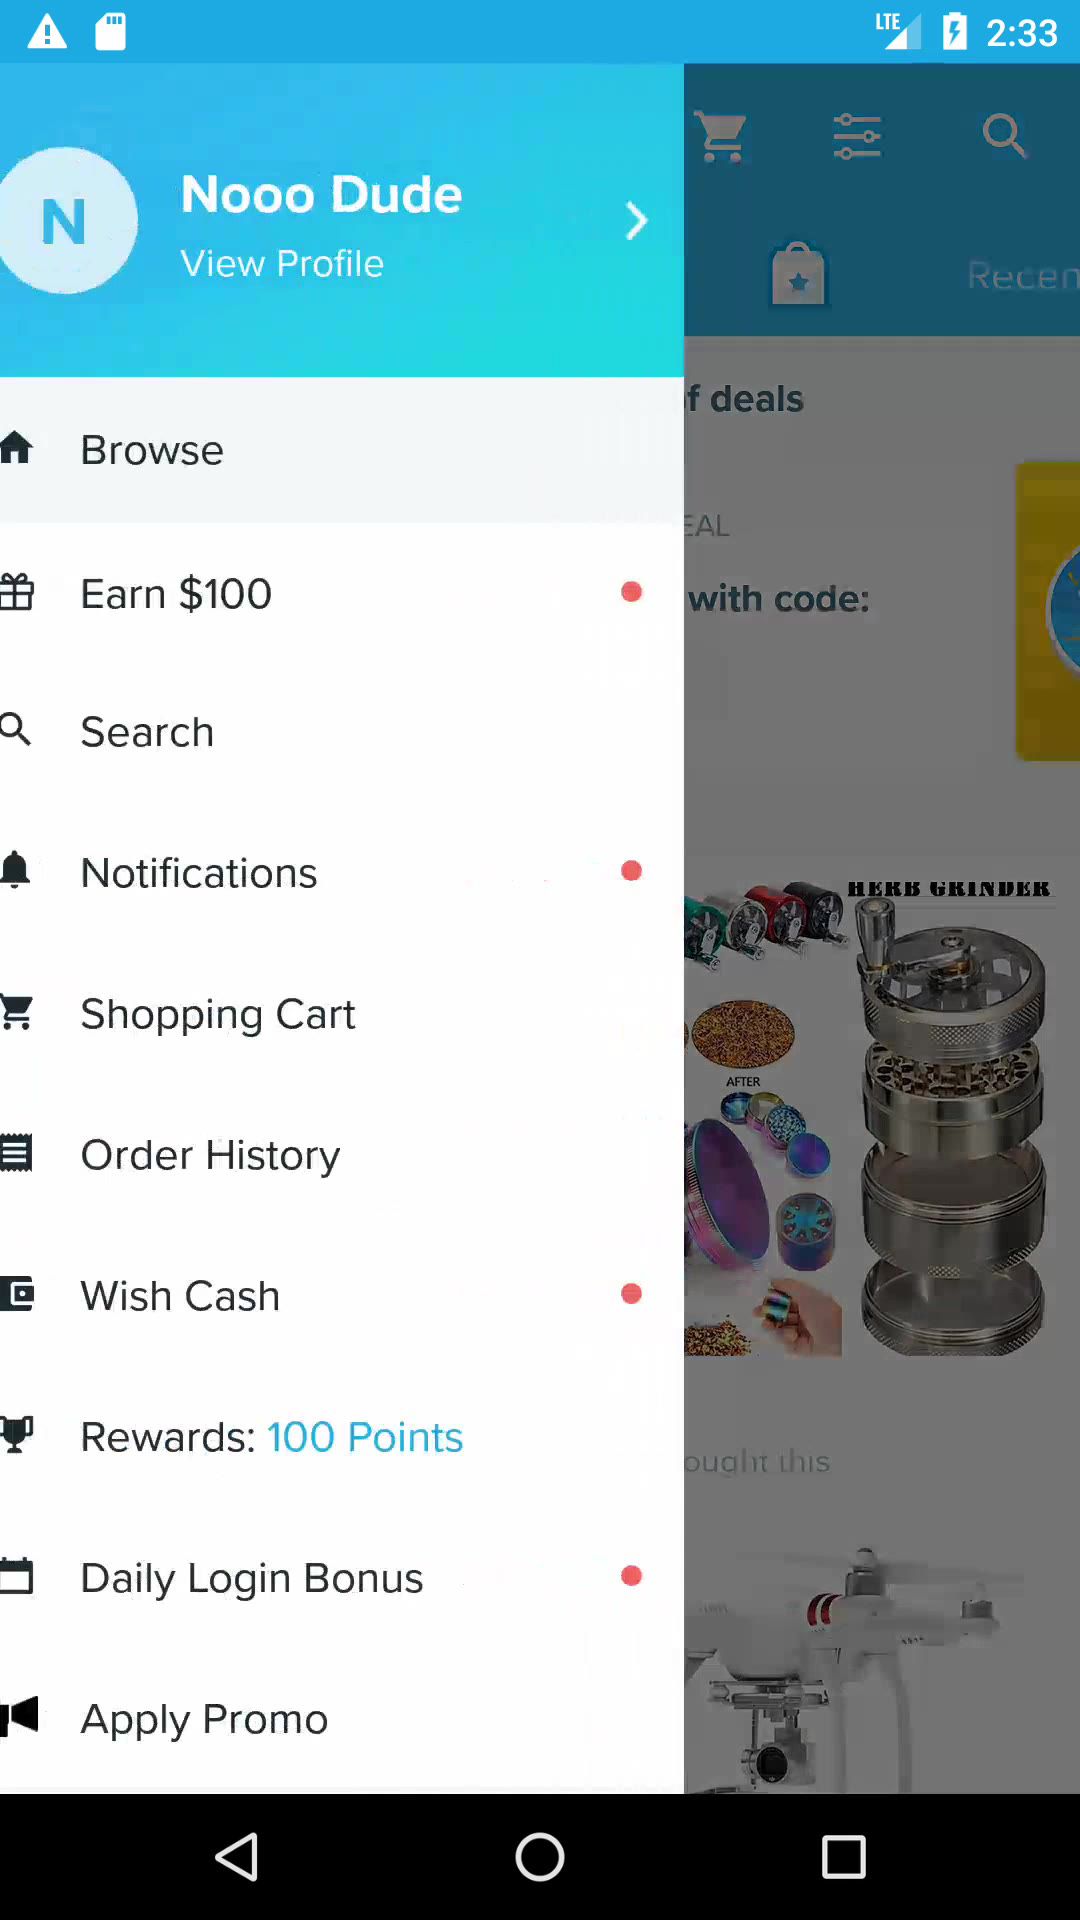 LTE 2:33
N
Nooo Dude
View Profile
Recen
f deals
Browse
EAL
Earn $100
with code:
Search
Notifications
HERB GRINDER
Shopping Cart
AFTER
Order History
Wish Cash
Rewards: 100 Points
ought this
Daily Login Bonus
Apply Promo